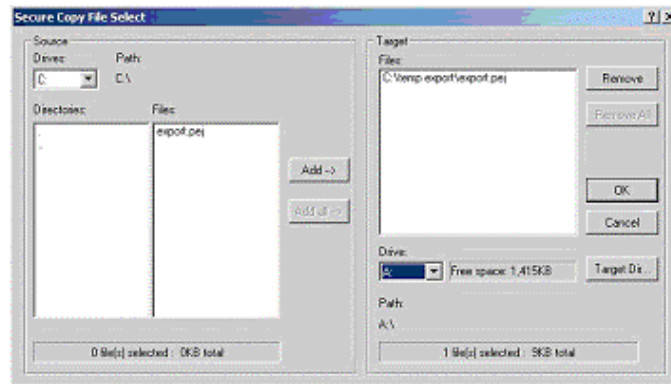 Secure Copy File Select
Source
Drives:
Path:
C:
C:\
Directories:
Files:
.
..
export.pej
Add ->
Add all ->
0 file(s) selected : 0KB total
Target
Files:
C:\temp export\export.pej
Remove
Remove All
OK
Cancel
Drive:
A:
Free space: 1,415KB
Target Dir...
Path:
A:\
1 file(s) selected : 9KB total